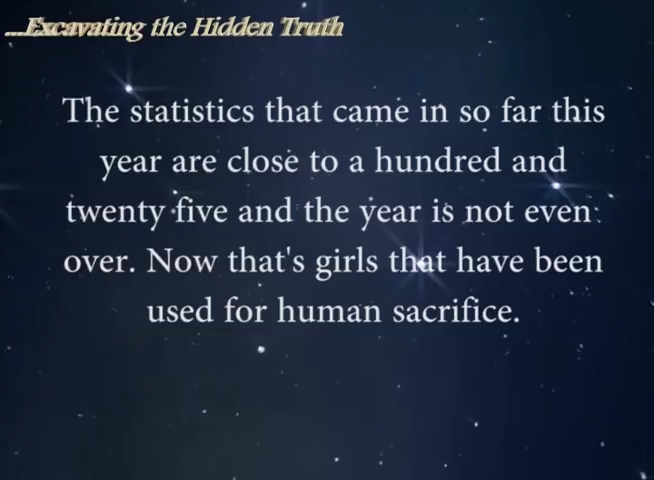 ...Excavating the Hidden Truth
The statistics that came in so far this
year are close to a hundred and
twenty five and the year is not even
over. Now that's girls that have been
used for human sacrifice.